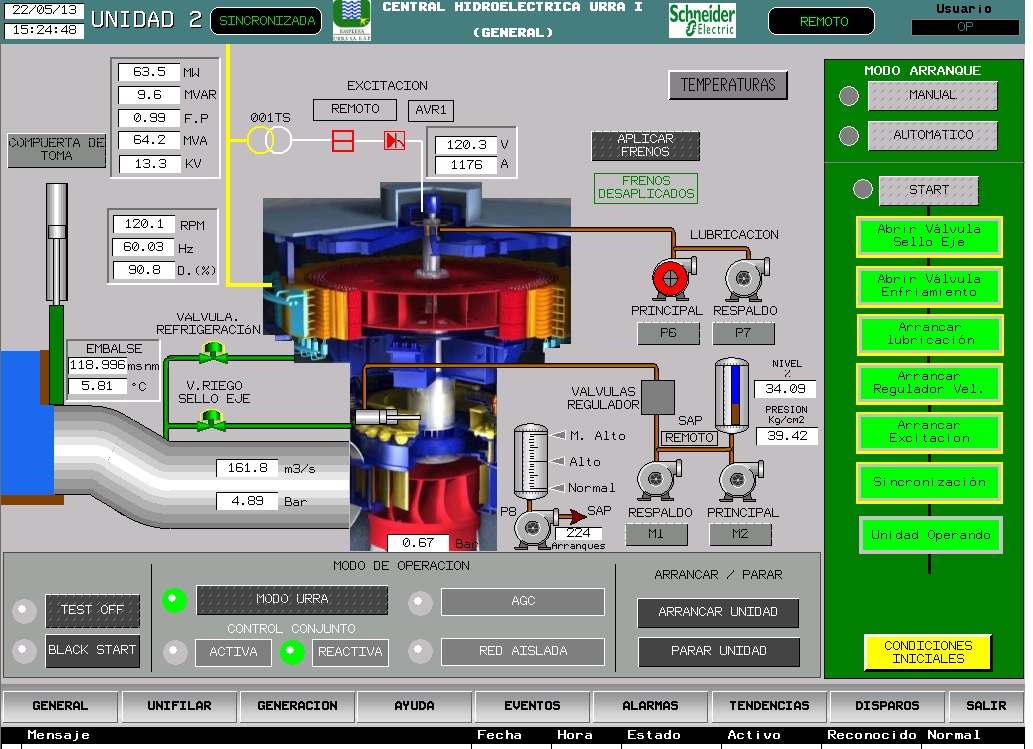 22/05/13
15:24:48
UNIDAD 2
SINCRONIZADA
EMPRESA
URRÁ S.A. E.S.P.
CENTRAL HIDROELECTRICA URRA I
(GENERAL)
Schneider
Electric
REMOTO
Usuario
OP
63.5 MW
9.6 MVAR
0.99 F.P
64.2 MVA
13.3 KV
COMPUERTA DE
TOMA
120.1 RPM
60.03 Hz
90.8 D.(%)
001TS
EXCITACION
REMOTO
AVR1
120.3 V
1176 A
TEMPERATURAS
APLICAR
FRENOS
FRENOS
DESAPLICADOS
LUBRICACION
PRINCIPAL
RESPALDO
P6
P7
VALVULA.
REFRIGERACIóN
EMBALSE
118.996 msnm
5.81 °C
V.RIEGO
SELLO EJE
161.8 m3/s
4.89 Bar
0.67 Bar
VALVULAS
REGULADOR
SAP
REMOTO
NIVEL
%
34.09
PRESION
Kg/cm2
39.42
M. Alto
Alto
Normal
P8
SAP
224
Arranques
RESPALDO
PRINCIPAL
M1
M2
MODO ARRANQUE
MANUAL
AUTOMATICO
START
Abrir Válvula
Sello Eje
Abrir Válvula
Enfriamiento
Arrancar
lubricación
Arrancar
Regulador Vel.
Arrancar
Excitacion
Sincronización
Unidad Operando
CONDICIONES
INICIALES
MODO DE OPERACION
TEST OFF
BLACK START
MODO URRA
CONTROL CONJUNTO
ACTIVA
REACTIVA
AGC
RED AISLADA
ARRANCAR / PARAR
ARRANCAR UNIDAD
PARAR UNIDAD
GENERAL UNIFILAR GENERACION AYUDA EVENTOS ALARMAS TENDENCIAS DISPAROS SALIR
Mensaje Fecha Hora Estado Activo Reconocido Normal